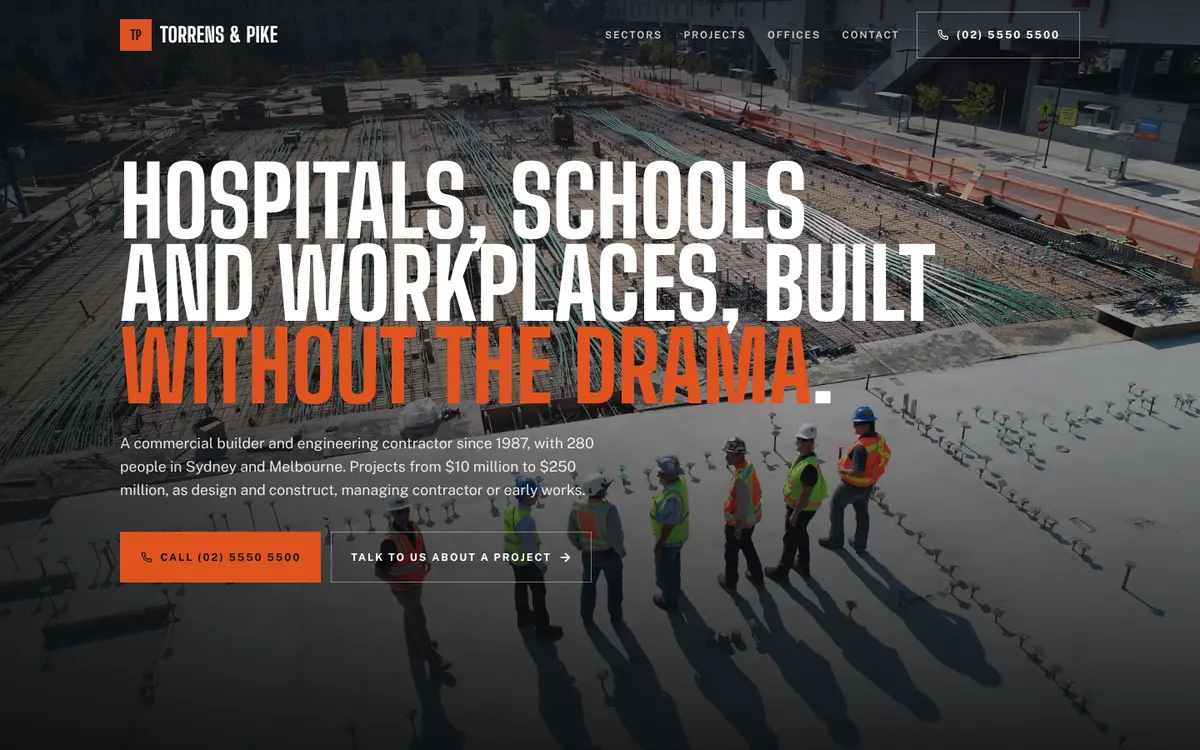 TP TORRENS & PIKE
SECTORS PROJECTS OFFICES CONTACT (02) 5550 5500
HOSPITALS, SCHOOLS
AND WORKPLACES, BUILT
WITHOUT THE DRAMA.
A commercial builder and engineering contractor since 1987, with 280
people in Sydney and Melbourne. Projects from $10 million to $250
million, as design and construct, managing contractor or early works.
CALL (02) 5550 5500 TALK TO US ABOUT A PROJECT →